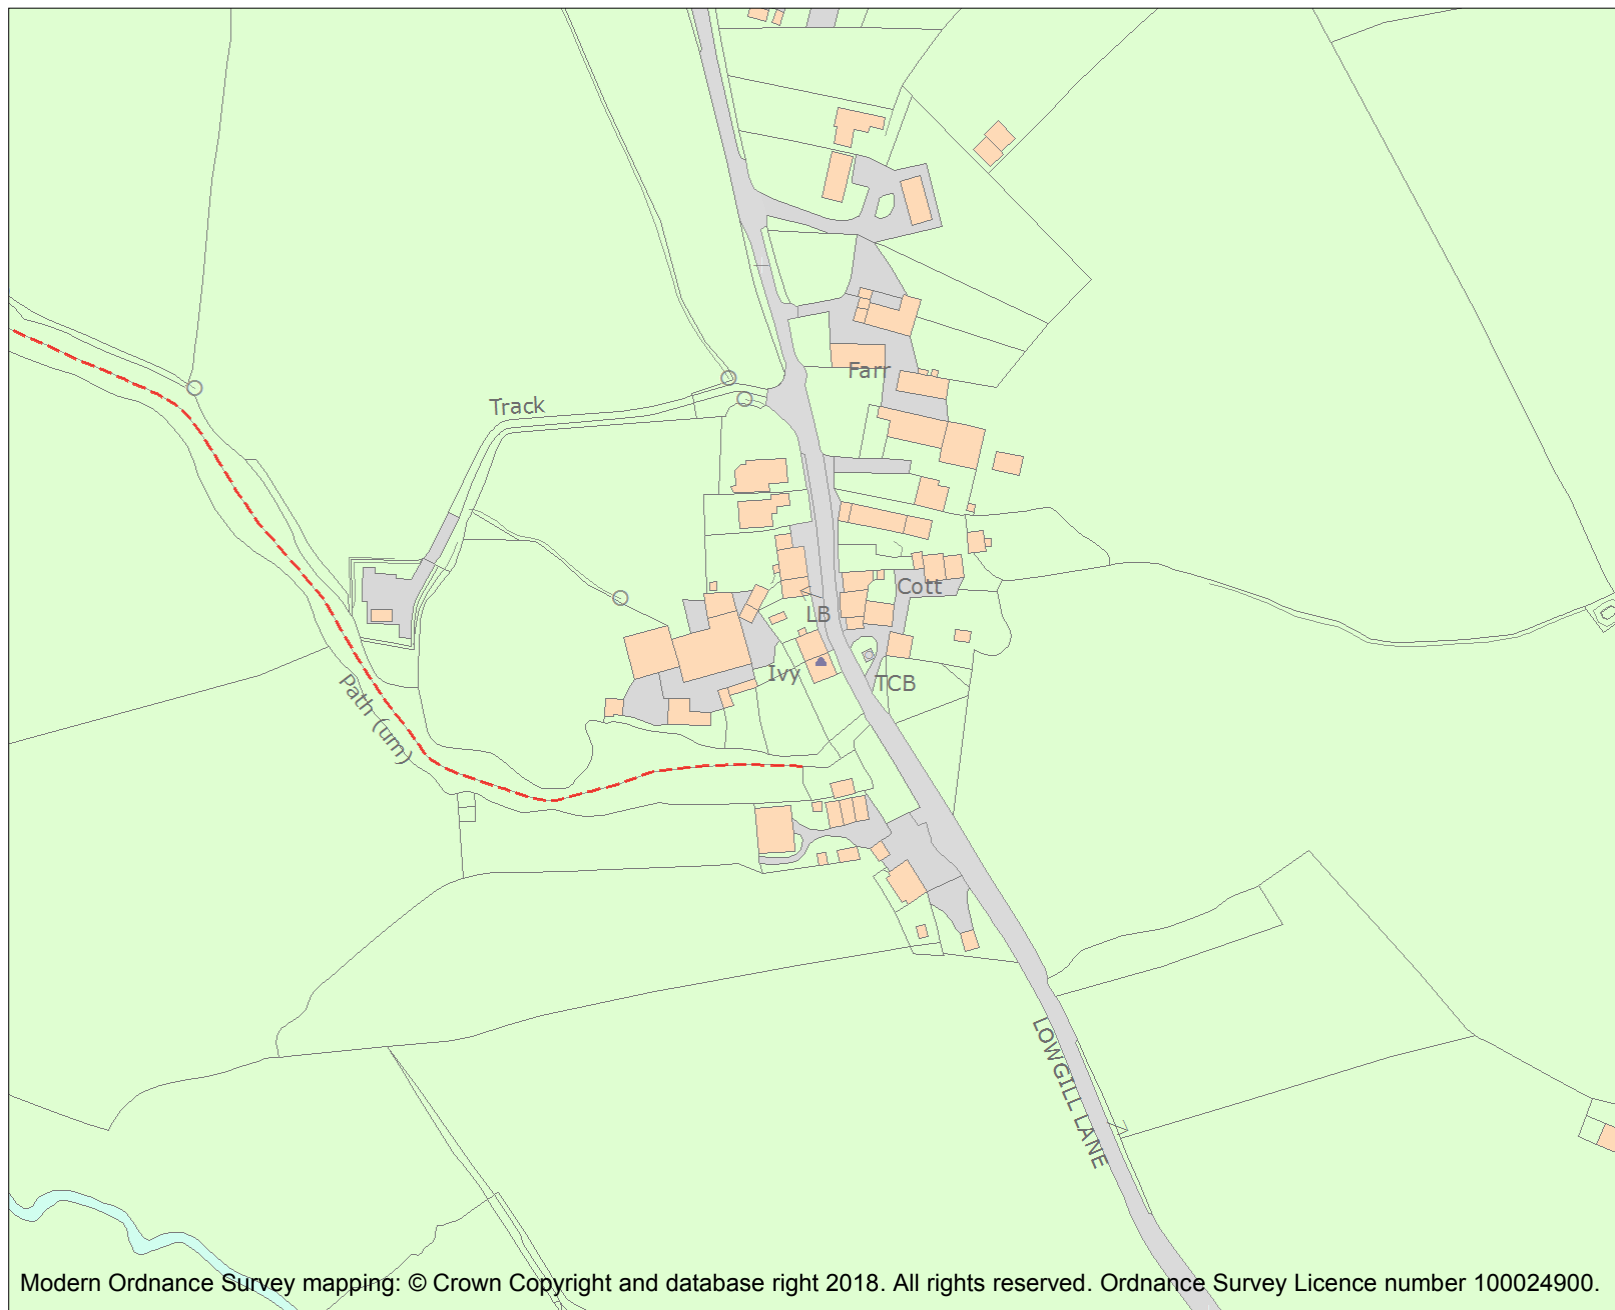 Farr
Track
Cott
LB
Ivy
TCB
Path (um)
LOWGILL LANE
Modern Ordnance Survey mapping: © Crown Copyright and database right 2018. All rights reserved. Ordnance Survey Licence number 100024900.